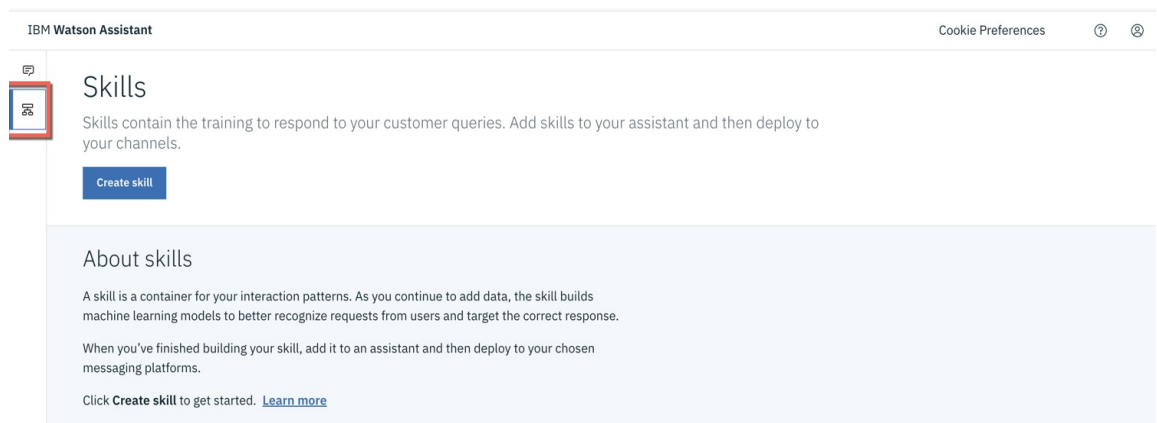 IBM Watson Assistant
Cookie Preferences
Skills
Skills contain the training to respond to your customer queries. Add skills to your assistant and then deploy to
your channels.
Create skill
About skills
A skill is a container for your interaction patterns. As you continue to add data, the skill builds
machine learning models to better recognize requests from users and target the correct response.
When you’ve finished building your skill, add it to an assistant and then deploy to your chosen
messaging platforms.
Click Create skill to get started. Learn more